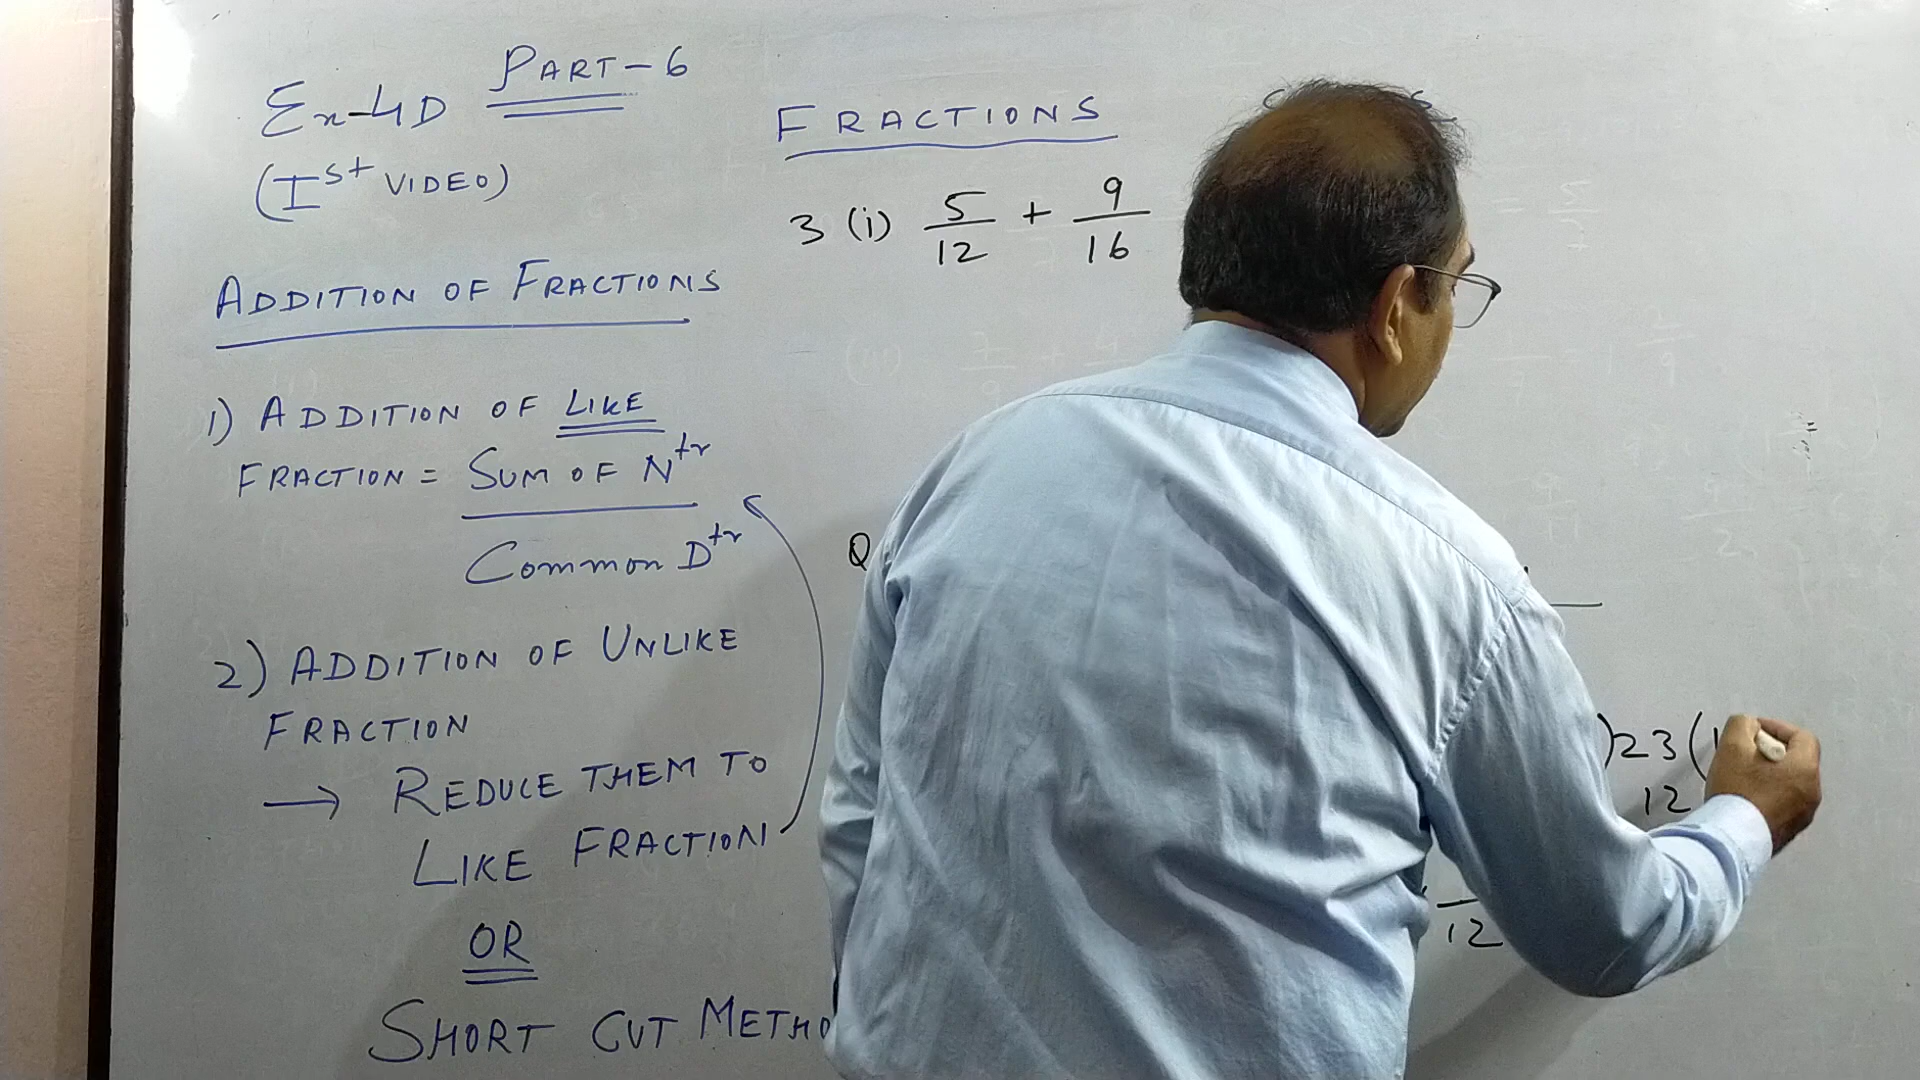 Ex-4D PART-6
(Ist VIDEO)
ADDITION OF FRACTIONS
1) ADDITION OF LIKE
FRACTION = SUM OF Ntr
Common Dtr
2) ADDITION OF UNLIKE
FRACTION
→ REDUCE THEM TO
LIKE FRACTION
OR
SHORT CUT METHO
FRACTIONS
3 (i) 5/12 + 9/16
Q
)23(1
12
12